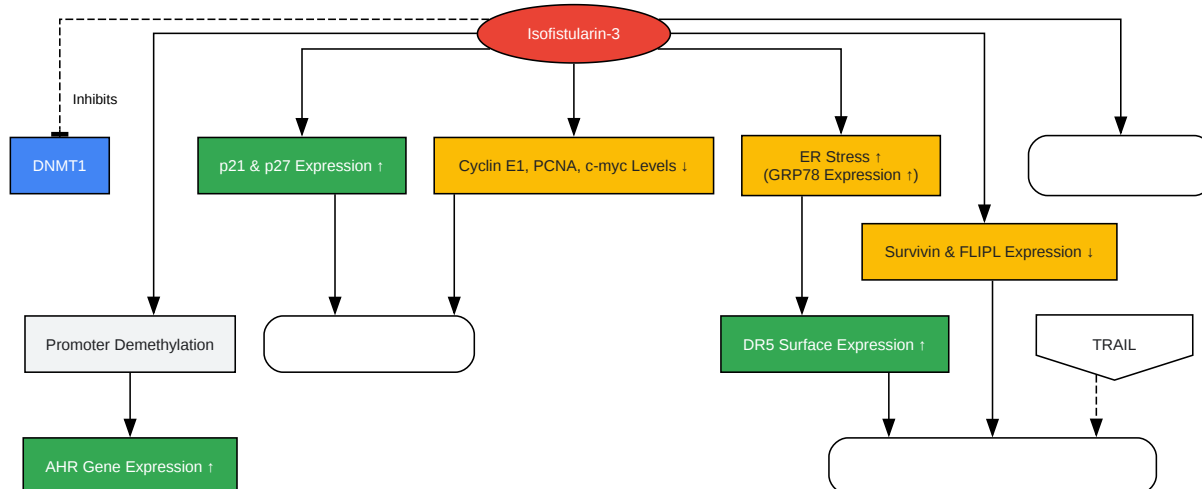 Isofistularin-3
Inhibits
DNMT1
p21 & p27 Expression ↑
Cyclin E1, PCNA, c-myc Levels ↓
ER Stress ↑
(GRP78 Expression ↑)
Survivin & FLIPL Expression ↓
Promoter Demethylation
DR5 Surface Expression ↑
TRAIL
AHR Gene Expression ↑